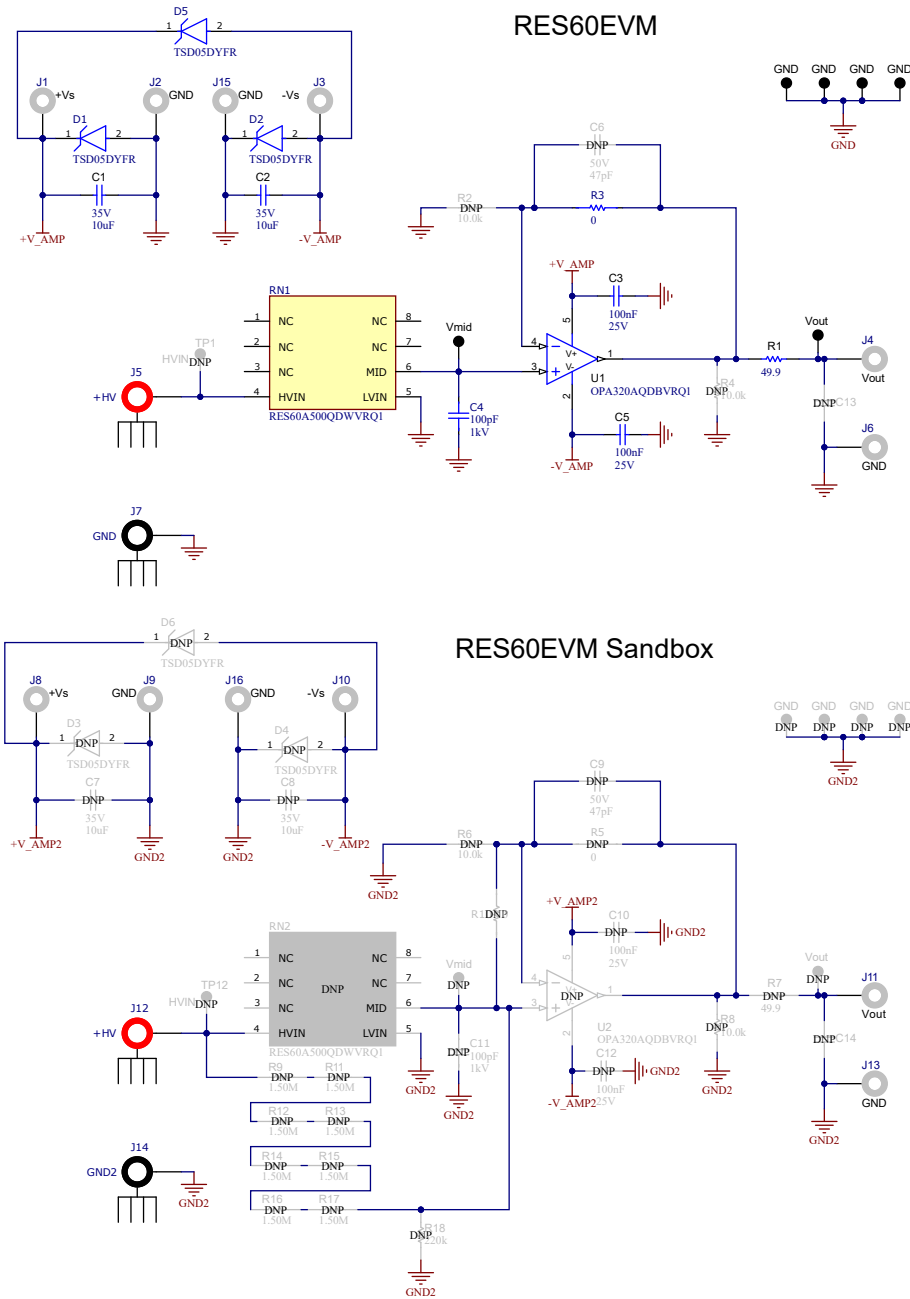 RES60EVM
D5
1
2
TSD05DYFR
J1
+Vs
J2
GND
J15
GND
-Vs
J3
D1
1
2
TSD05DYFR
D2
1
2
TSD05DYFR
C1
35V
10uF
C2
35V
10uF
+V_AMP
-V_AMP
GND
GND
GND
GND
GND
C6
DNP
50V
47pF
R2
DNP
10.0k
R3
0
+V_AMP
C3
100nF
25V
RN1
1
NC
NC
8
2
NC
NC
7
3
NC
MID
6
4
HVIN
LVIN
5
RES60A500QDWVRQ1
TP1
HVIN
DNP
J5
+HV
Vmid
C4
100pF
1kV
4
3
5
V+
V-
1
2
U1
OPA320AQDBVRQ1
C5
100nF
25V
-V_AMP
R4
DNP
10.0k
R1
49.9
Vout
J4
Vout
DNP
C13
J6
GND
J7
GND
RES60EVM Sandbox
D6
1
DNP
2
TSD05DYFR
J8
+Vs
GND
J9
J16
GND
-Vs
J10
D3
1
DNP
2
TSD05DYFR
D4
1
DNP
2
TSD05DYFR
C7
DNP
35V
10uF
C8
DNP
35V
10uF
+V_AMP2
GND2
GND2
-V_AMP2
GND
GND
GND
GND
DNP
DNP
DNP
DNP
GND2
C9
DNP
50V
47pF
R6
DNP
10.0k
R5
DNP
0
GND2
DNP
+V_AMP2
C10
DNP
100nF
25V
GND2
RN2
1
NC
NC
8
2
NC
DNP
NC
7
3
NC
MID
6
4
HVIN
LVIN
5
RES60A500QDWVRQ1
TP12
HVIN
DNP
J12
+HV
Vmid
DNP
C11
DNP
100pF
1kV
GND2
GND2
4
3
5
V+
DNP
1
2
U2
OPA320AQDBVRQ1
C12
DNP
100nF
25V
GND2
-V_AMP2
R8
DNP
10.0k
GND2
R7
DNP
49.9
Vout
DNP
J11
Vout
DNP
C14
J13
GND
GND2
R9
DNP
1.50M
R11
DNP
1.50M
R12
DNP
1.50M
R13
DNP
1.50M
R14
DNP
1.50M
R15
DNP
1.50M
R16
DNP
1.50M
R17
DNP
1.50M
J14
GND2
GND2
R18
DNP
220k
GND2